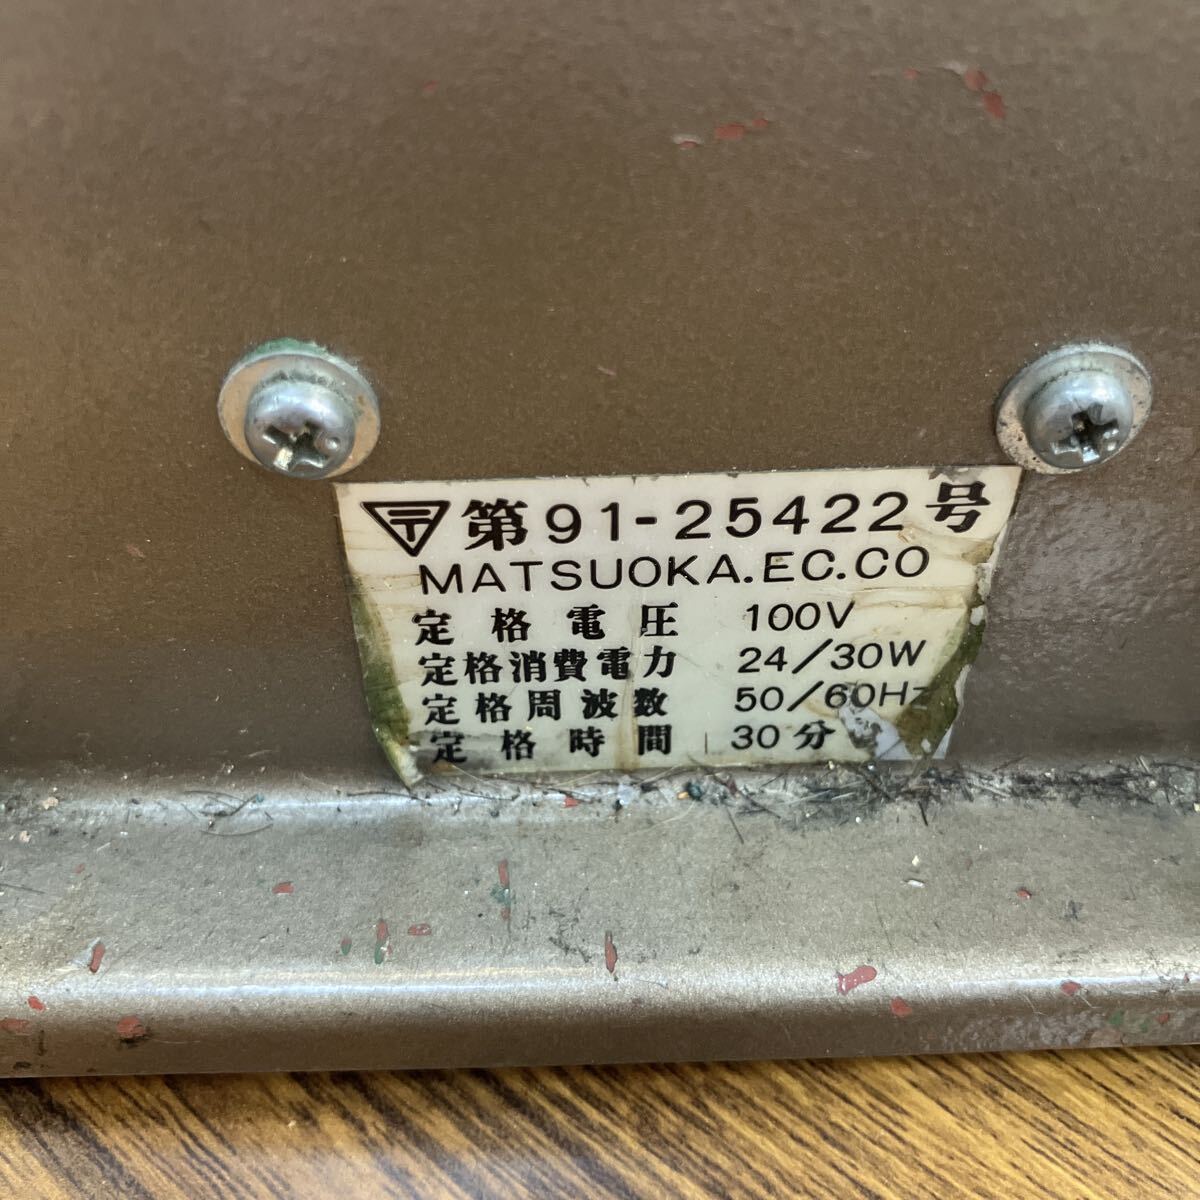 〒第91-25422号
MATSUOKA.EC.CO
定格電圧 100V
定格消費電力 24/30W
定格周波数 50/60Hz
定格時間 30分